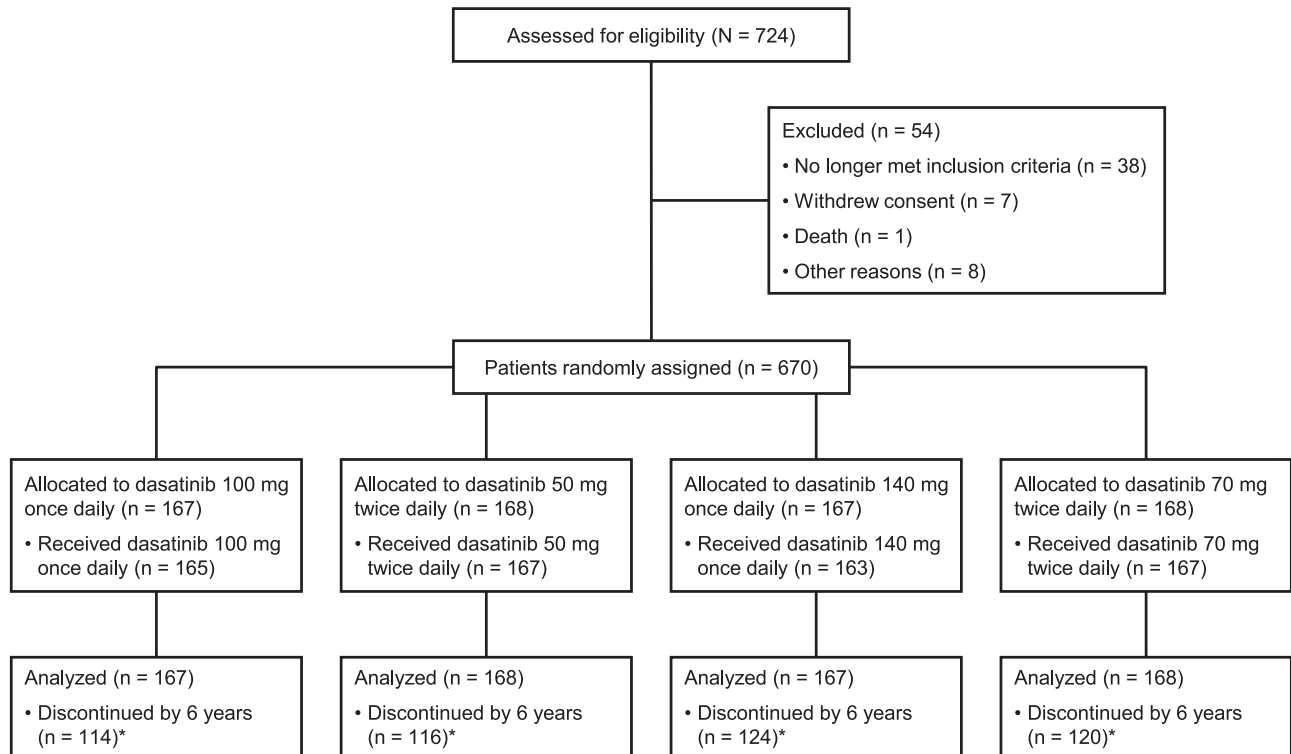 Assessed for eligibility (N = 724)
Excluded (n = 54)
• No longer met inclusion criteria (n = 38)
• Withdrew consent (n = 7)
• Death (n = 1)
• Other reasons (n = 8)
Patients randomly assigned (n = 670)
Allocated to dasatinib 100 mg
once daily (n = 167)
• Received dasatinib 100 mg
once daily (n = 165)
Allocated to dasatinib 50 mg
twice daily (n = 168)
• Received dasatinib 50 mg
twice daily (n = 167)
Allocated to dasatinib 140 mg
once daily (n = 167)
• Received dasatinib 140 mg
once daily (n = 163)
Allocated to dasatinib 70 mg
twice daily (n = 168)
• Received dasatinib 70 mg
twice daily (n = 167)
Analyzed (n = 167)
• Discontinued by 6 years
(n = 114)*
Analyzed (n = 168)
• Discontinued by 6 years
(n = 116)*
Analyzed (n = 167)
• Discontinued by 6 years
(n = 124)*
Analyzed (n = 168)
• Discontinued by 6 years
(n = 120)*